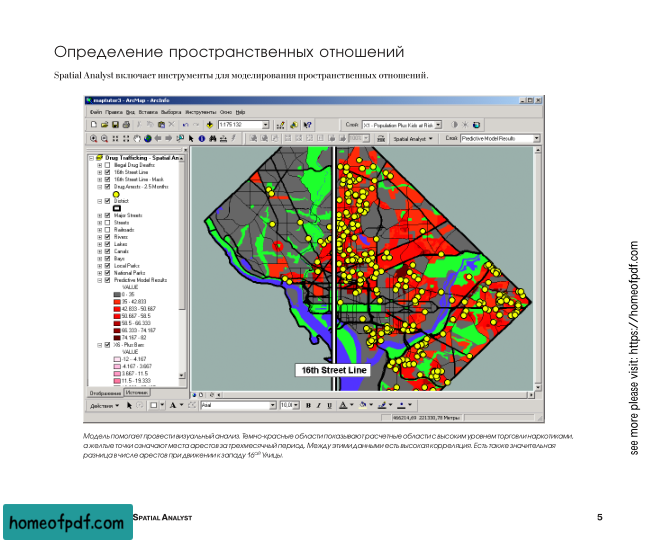 Определение пространственных отношений
Spatial Analyst включает инструменты для моделирования пространственных отношений.
maptutor3 - ArcMap - ArcInfo
Файл Правка Вид Вставка Выборка Инструменты Окно Help
1:175 132
Слой: X3 - Population Plus Kids at Risk
Spatial Analyst
Слой: Predictive Model Results
Drug Trafficking - Spatial An
Illegal Drug Deaths
16th Street Line
16th Street Line - Mask
Drug Arrests - 2.5 Months
District
Major Streets
Streets
Railroads
Rivers
Lakes
Canals
Bays
Local Parks
National Parks
Predictive Model Results
VALUE
0 - 35
35 - 42.833
42.833 - 50.667
50.667 - 58.5
58.5 - 66.333
66.333 - 74.167
74.167 - 82
X6 - Plus Bars
VALUE
-12 - 4.167
4.167 - 3.667
3.667 - 11.5
11.5 - 19.333
16th Street Line
Отображение Источник
Действия
Arial
10
B I U A
466214,69 221030,78 Метры
Модель помогает провести визуальный анализ. Темно-красные области показывают расчетные области с высоким уровнем торговли наркотиками,
а желтые точки означают места арестов за трехмесячный период. Между этими данными есть высокая корреляция. Есть также значительная
разница в числе арестов при движении к западу 16ой Улицы.
see more please visit: https://homeofpdf.com
homeofpdf.com
SPATIAL ANALYST
5